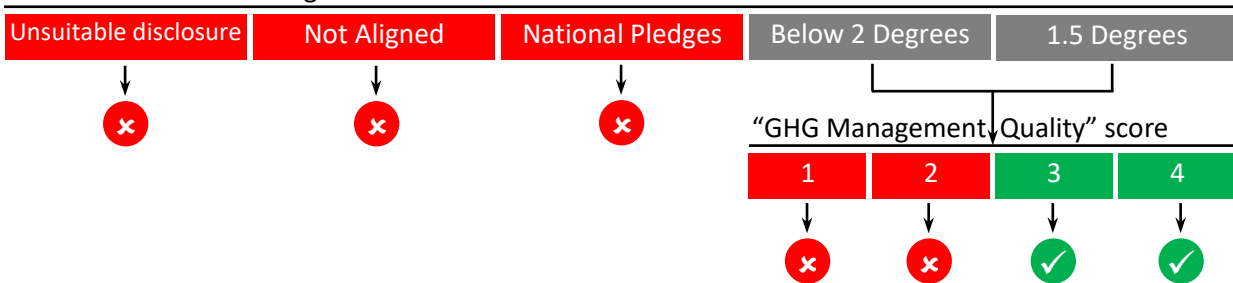 Unsuitable disclosure Not Aligned National Pledges Below 2 Degrees 1.5 Degrees
“GHG Management Quality” score
1 2 3 4